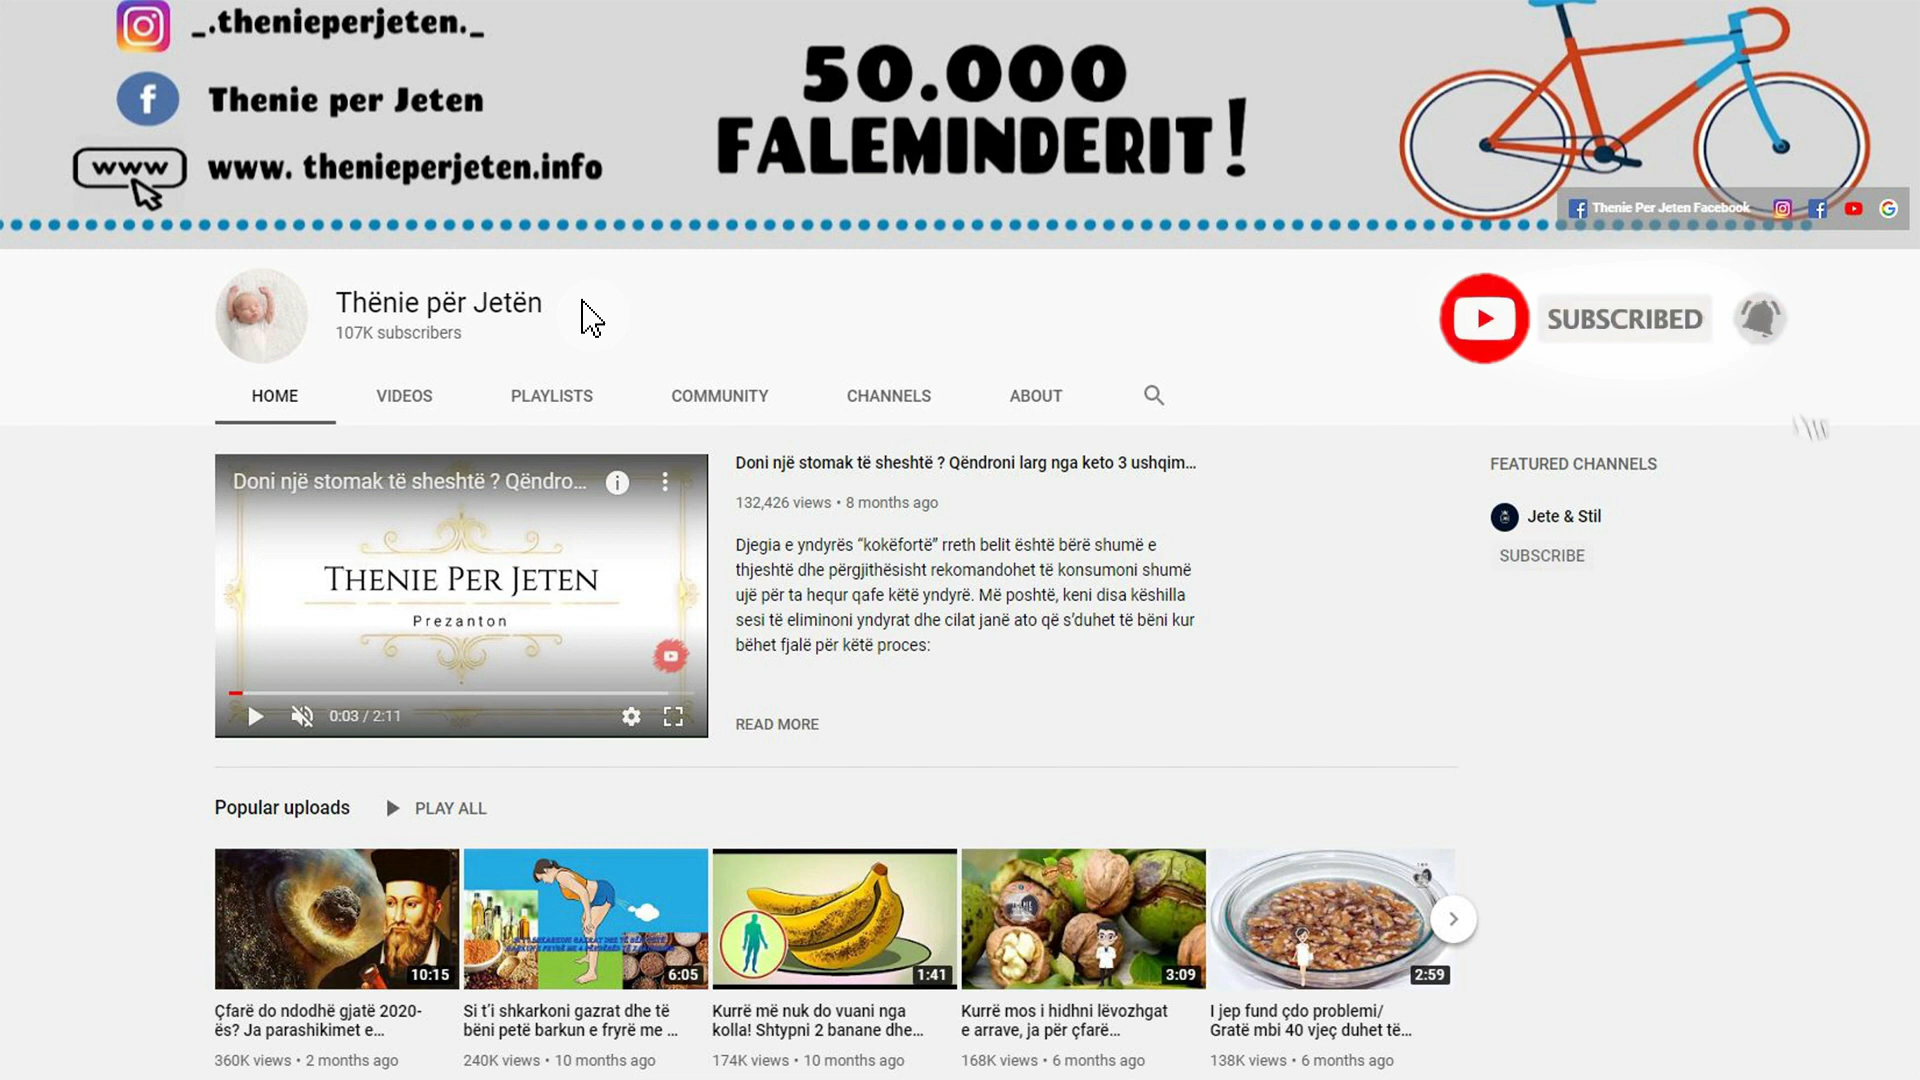 _.thenieperjeten._
Thenie per Jeten
www
www. thenieperjeten.info
50.000
FALEMINDERIT!
Thenie Per Jeten Facebook
Thënie për Jetën
107K subscribers
SUBSCRIBED
HOME
VIDEOS
PLAYLISTS
COMMUNITY
CHANNELS
ABOUT
Doni një stomak të sheshtë ? Qëndro...
THENIE PER JETEN
Prezanton
0:03 / 2:11
Doni një stomak të sheshtë ? Qëndroni larg nga keto 3 ushqim...
132,426 views • 8 months ago
Djegia e yndyrës “kokëfortë” rreth belit është bërë shumë e
thjeshtë dhe përgjithësisht rekomandohet të konsumoni shumë
ujë për ta hequr qafe këtë yndyrë. Më poshtë, keni disa këshilla
sesi të eliminoni yndyrat dhe cilat janë ato që s’duhet të bëni kur
bëhet fjalë për këtë proces:
READ MORE
FEATURED CHANNELS
Jete & Stil
SUBSCRIBE
Popular uploads
PLAY ALL
10:15
6:05
1:41
3:09
2:59
Çfarë do ndodhë gjatë 2020-
ës? Ja parashikimet e...
360K views • 2 months ago
Si t’i shkarkoni gazrat dhe të
bëni petë barkun e fryrë me ...
240K views • 10 months ago
Kurrë më nuk do vuani nga
kolla! Shtypni 2 banane dhe...
174K views • 10 months ago
Kurrë mos i hidhni lëvozhgat
e arrave, ja për çfarë...
168K views • 6 months ago
I jep fund çdo problemi/
Gratë mbi 40 vjeç duhet të...
138K views • 6 months ago